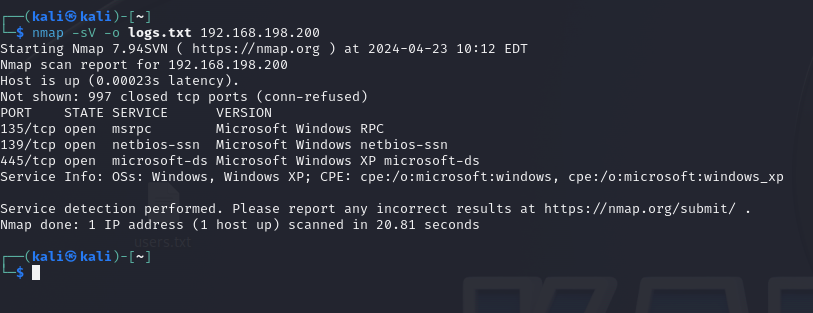 ┌──(kali㉿kali)-[~]
└─$ nmap -sV -o logs.txt 192.168.198.200
Starting Nmap 7.94SVN ( https://nmap.org ) at 2024-04-23 10:12 EDT
Nmap scan report for 192.168.198.200
Host is up (0.00023s latency).
Not shown: 997 closed tcp ports (conn-refused)
PORT    STATE SERVICE      VERSION
135/tcp open  msrpc        Microsoft Windows RPC
139/tcp open  netbios-ssn  Microsoft Windows netbios-ssn
445/tcp open  microsoft-ds Microsoft Windows XP microsoft-ds
Service Info: OSs: Windows, Windows XP; CPE: cpe:/o:microsoft:windows, cpe:/o:microsoft:windows_xp
Service detection performed. Please report any incorrect results at https://nmap.org/submit/ .
Nmap done: 1 IP address (1 host up) scanned in 20.81 seconds
users.txt
┌──(kali㉿kali)-[~]
└─$